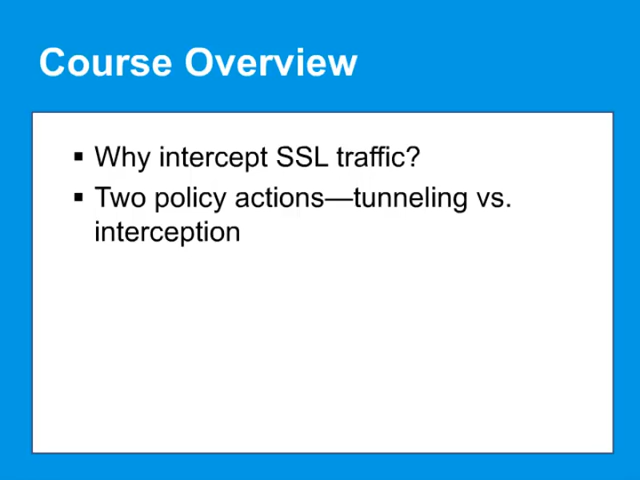 Course Overview
▪ Why intercept SSL traffic?
▪ Two policy actions—tunneling vs.
interception